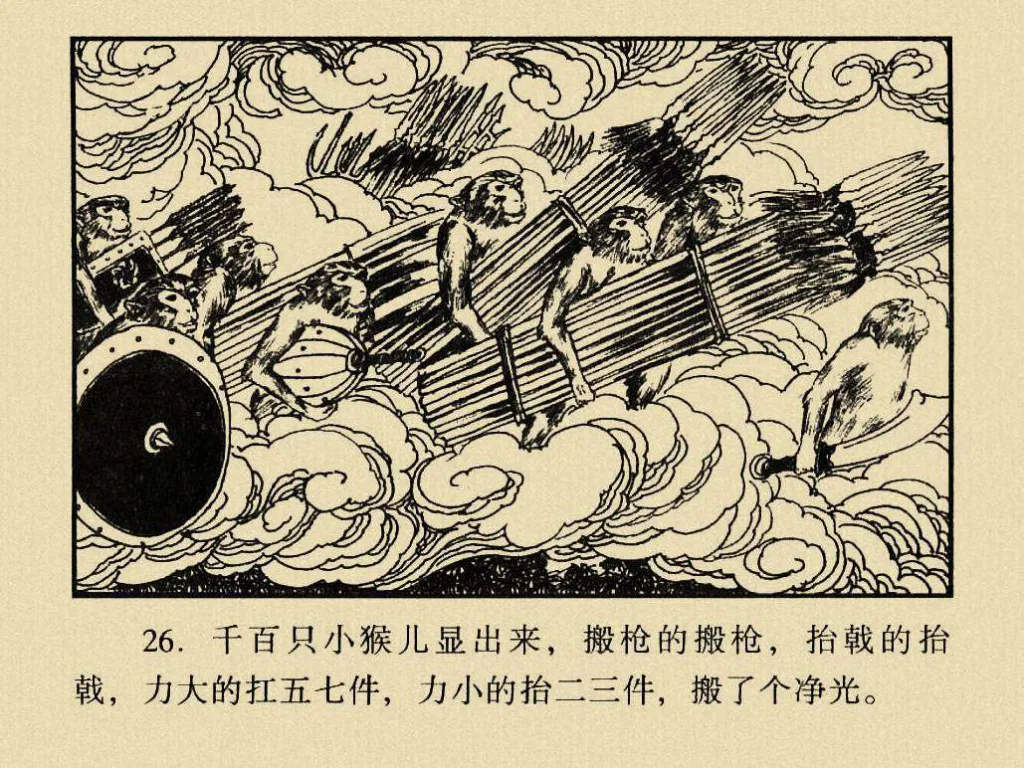 26. 千百只小猴儿显出来，搬枪的搬枪，抬戟的抬
戟，力大的扛五七件，力小的抬二三件，搬了个净光。